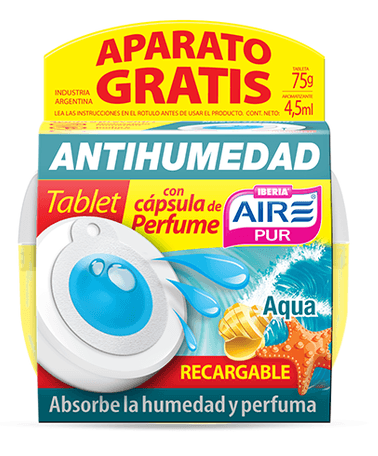 APARATO
GRATIS
INDUSTRIA
ARGENTINA
TABLETA
75g
AROMATIZANTE
4,5ml
LEA LAS INSTRUCCIONES EN EL ROTULO ANTES DE USAR EL PRODUCTO. CONT. NETO:
ANTIHUMEDAD
Tablet
con
cápsula de
Perfume
IBERIA
AIRE
PUR
Aqua
RECARGABLE
Absorbe la humedad y perfuma